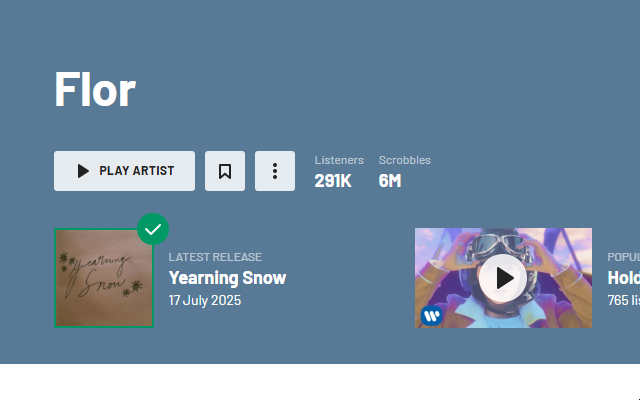 Flor
PLAY ARTIST
Listeners
291K
Scrobbles
6M
Yearning
Snow
LATEST RELEASE
Yearning Snow
17 July 2025
POPUL
Hold
765 lis